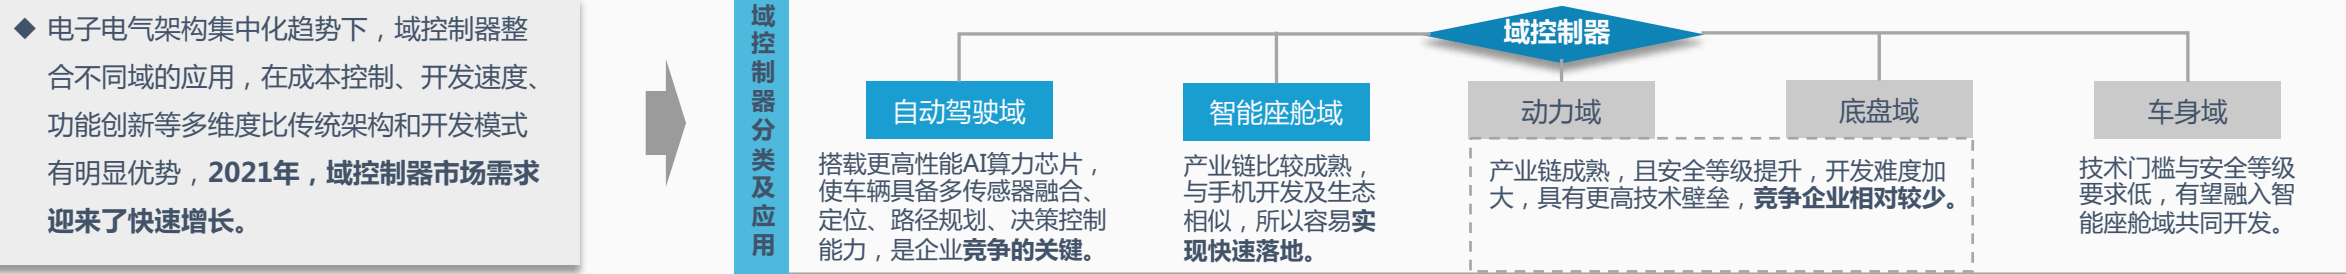 ◆ 电子电气架构集中化趋势下，域控制器整
合不同域的应用，在成本控制、开发速度、
功能创新等多维度比传统架构和开发模式
有明显优势，2021年，域控制器市场需求
迎来了快速增长。
域控制器分类及应用
域控制器
自动驾驶域
搭载更高性能AI算力芯片，
使车辆具备多传感器融合、
定位、路径规划、决策控制
能力，是企业竞争的关键。
智能座舱域
产业链比较成熟，
与手机开发及生态
相似，所以容易实
现快速落地。
动力域
底盘域
产业链成熟，且安全等级提升，开发难度加
大，具有更高技术壁垒，竞争企业相对较少。
车身域
技术门槛与安全等级
要求低，有望融入智
能座舱域共同开发。